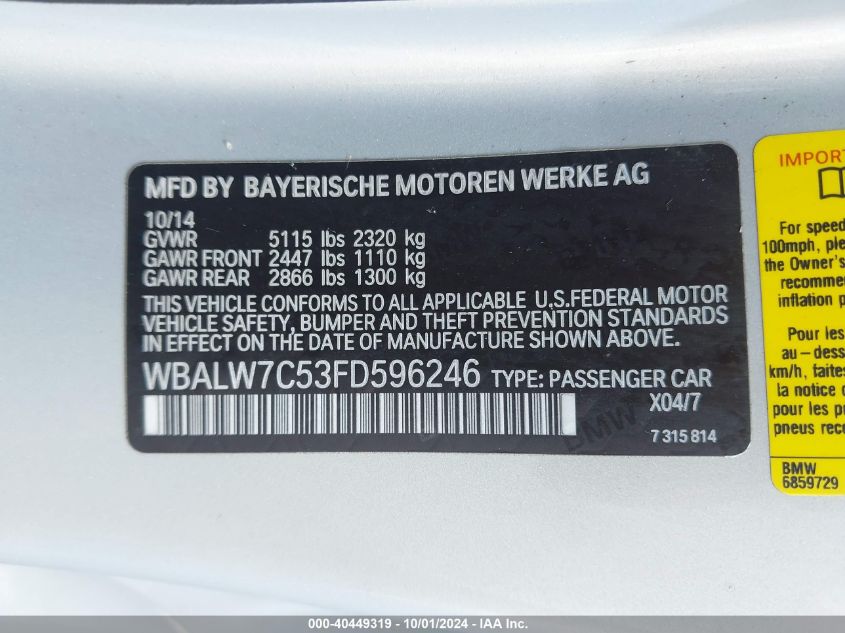 MFD BY BAYERISCHE MOTOREN WERKE AG
10/14
GVWR 5115 lbs 2320 kg
GAWR FRONT 2447 lbs 1110 kg
GAWR REAR 2866 lbs 1300 kg
THIS VEHICLE CONFORMS TO ALL APPLICABLE U.S.FEDERAL MOTOR
VEHICLE SAFETY, BUMPER AND THEFT PREVENTION STANDARDS
IN EFFECT ON THE DATE OF MANUFACTURE SHOWN ABOVE.
WBALW7C53FD596246 TYPE: PASSENGER CAR
X04/7
7 315 814
BMW
IMPORT
For speed
100mph, ple
the Owner's
recomme
inflation p
Pour les
au-dess
km/h, faites
la notice
pour les p
pneus reco
BMW
6859729
000-40449319 - 10/01/2024 - IAA Inc.